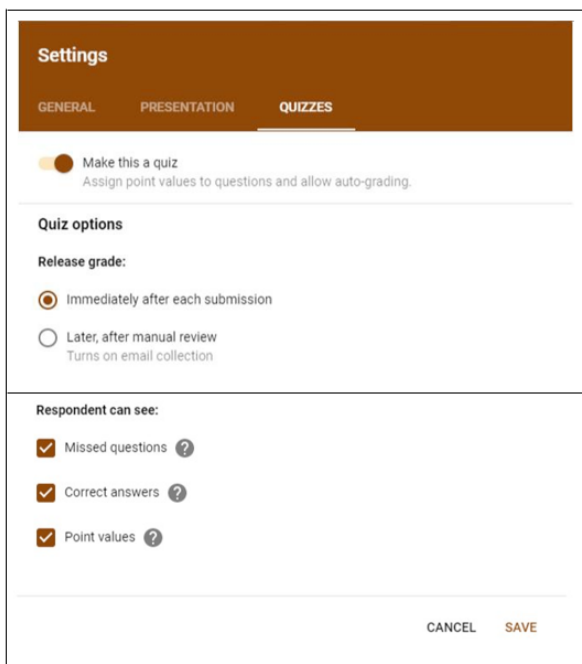 Settings
GENERAL PRESENTATION QUIZZES
Make this a quiz
Assign point values to questions and allow auto-grading.
Quiz options
Release grade:
Immediately after each submission
Later, after manual review
Turns on email collection
Respondent can see:
Missed questions ?
Correct answers ?
Point values ?
CANCEL SAVE